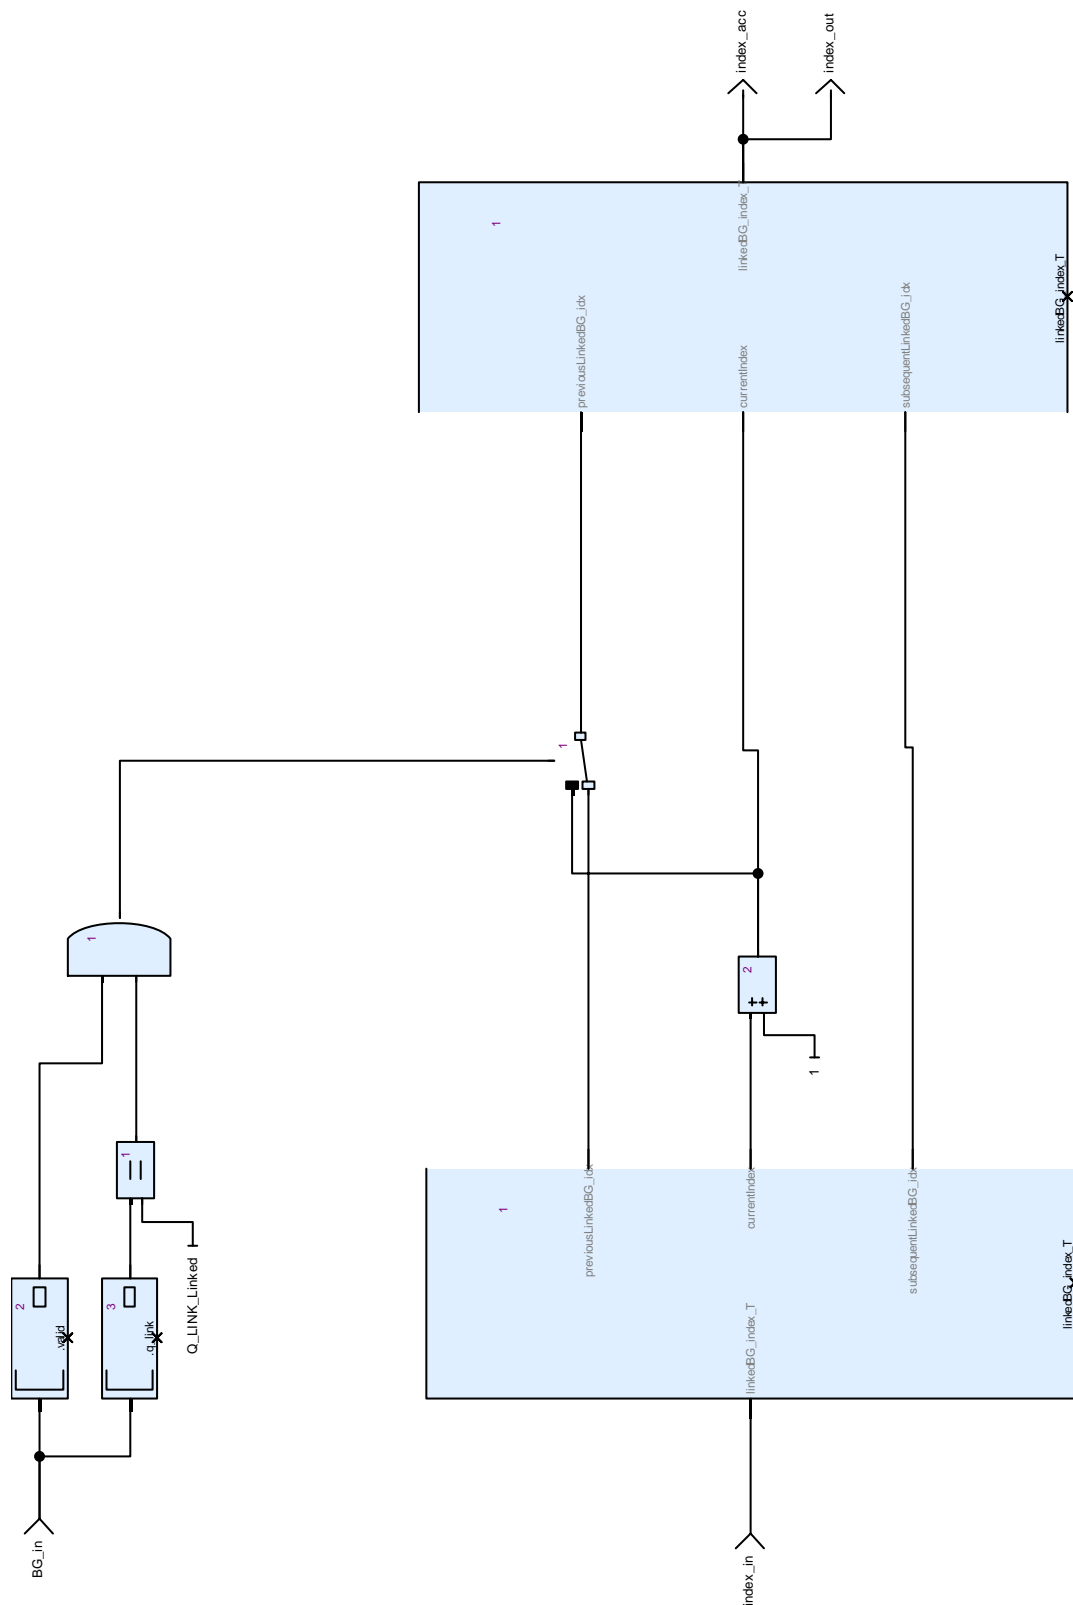 index_acc
index_out
1
linkedBG_index_T
linkedBG_index_T
previousLinkedBG_idx
currentIndex
subsequentLinkedBG_idx
1
1
2
++
1
1
=
Q_LINK_Linked
2
.valid
3
.q_link
BG_in
1
previousLinkedBG_idx
currentIndex
subsequentLinkedBG_idx
linkedBG_index_T
linkedBG_index_T
index_in